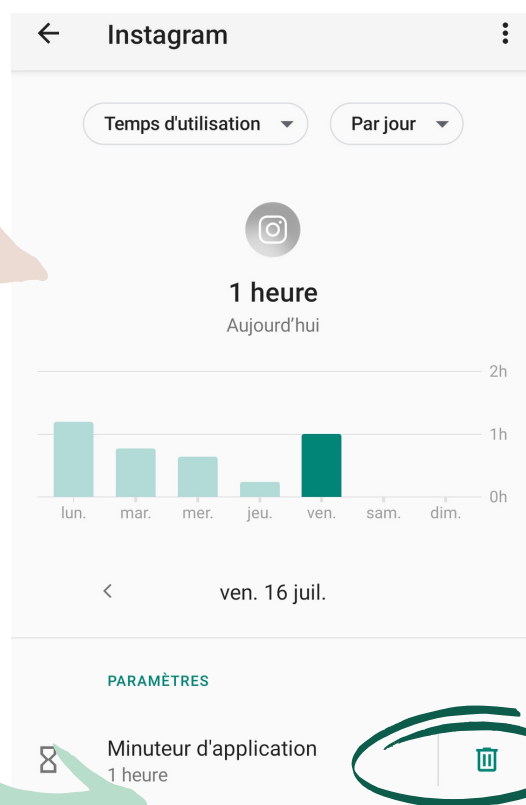 Instagram
Temps d'utilisation
Par jour
1 heure
Aujourd'hui
2h
1h
0h
lun. mar. mer. jeu. ven. sam. dim.
ven. 16 juil.
PARAMÈTRES
Minuteur d'application
1 heure